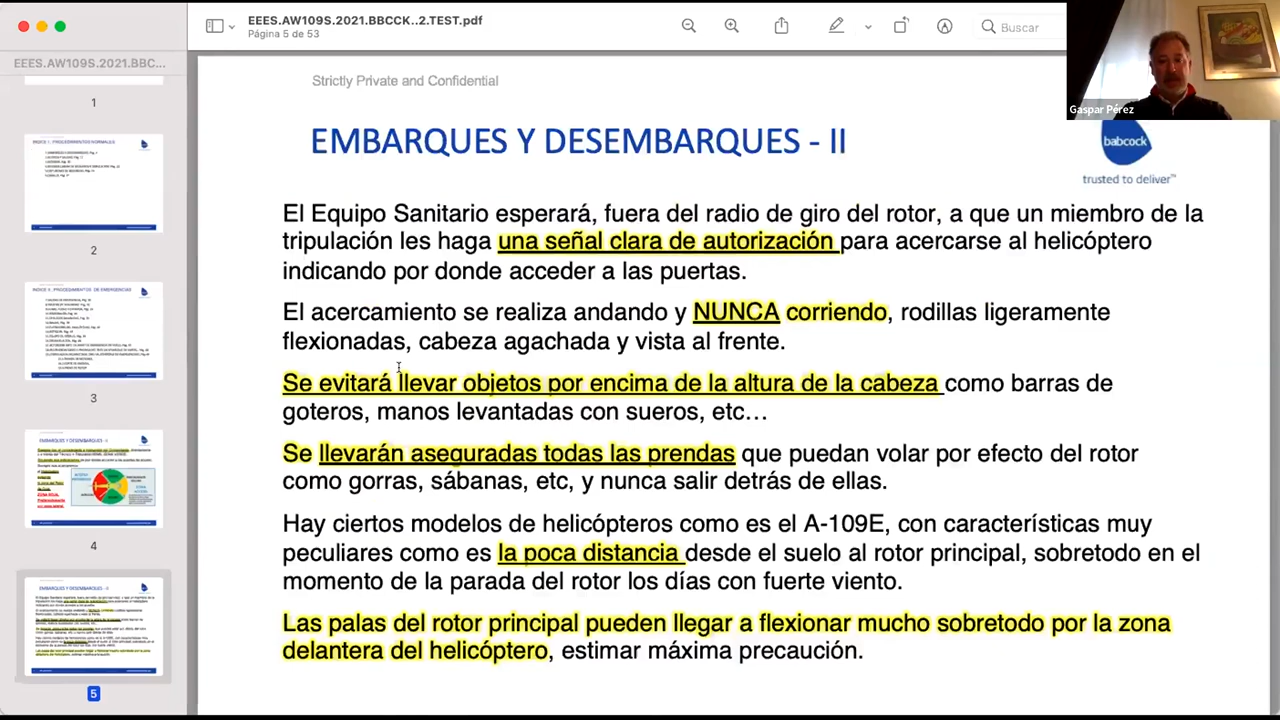 EEES.AW109S.2021.BBCCK..2.TEST.pdf
Página 5 de 53
Buscar
EEES.AW109S.2021.BBC...
Gaspar Pérez
Strictly Private and Confidential
EMBARQUES Y DESEMBARQUES - II
babcock
trusted to deliver™
El Equipo Sanitario esperará, fuera del radio de giro del rotor, a que un miembro de la
tripulación les haga una señal clara de autorización para acercarse al helicóptero
indicando por donde acceder a las puertas.
El acercamiento se realiza andando y NUNCA corriendo, rodillas ligeramente
flexionadas, cabeza agachada y vista al frente.
Se evitará llevar objetos por encima de la altura de la cabeza como barras de
goteros, manos levantadas con sueros, etc…
Se llevarán aseguradas todas las prendas que puedan volar por efecto del rotor
como gorras, sábanas, etc, y nunca salir detrás de ellas.
Hay ciertos modelos de helicópteros como es el A-109E, con características muy
peculiares como es la poca distancia desde el suelo al rotor principal, sobretodo en el
momento de la parada del rotor los días con fuerte viento.
Las palas del rotor principal pueden llegar a flexionar mucho sobretodo por la zona
delantera del helicoptero, estimar máxima precaución.
1
2
3
EMBARQUES Y DESEMBARQUES - I
4
EMBARQUES Y DESEMBARQUES - II
5